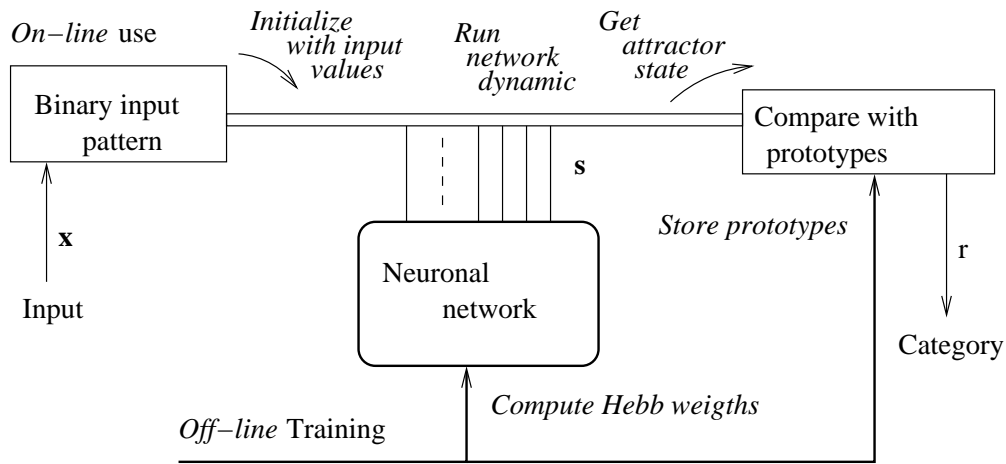 On−line use
Initialize
with input
values
Run
network
dynamic
Get
attractor
state
Binary input
pattern
Compare with
prototypes
s
x
Input
Neuronal
network
Store prototypes
r
Category
Compute Hebb weigths
Off−line Training